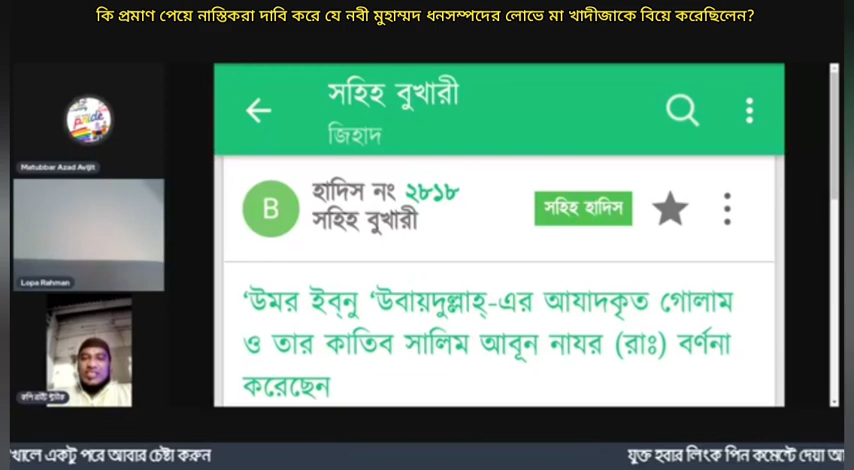 কি প্রমাণ পেয়ে নাস্তিকরা দাবি করে যে নবী মুহাম্মদ ধনসম্পদের লোভে মা খাদীজাকে বিয়ে করেছিলেন?
সহিহ বুখারী
জিহাদ
pride
Matubbar Azad Avijit
B
হাদিস নং ২৮১৮
সহিহ বুখারী
সহিহ হাদিস
Lopa Rahman
‘উমর ইব্‌নু ‘উবায়দুল্লাহ্‌-এর আযাদকৃত গোলাম
ও তার কাতিব সালিম আবূন নাযর (রাঃ) বর্ণনা
করেছেন
খালে একটু পরে আবার চেষ্টা করুন
যুক্ত হবার লিংক পিন কমেন্টে দেয়া আ